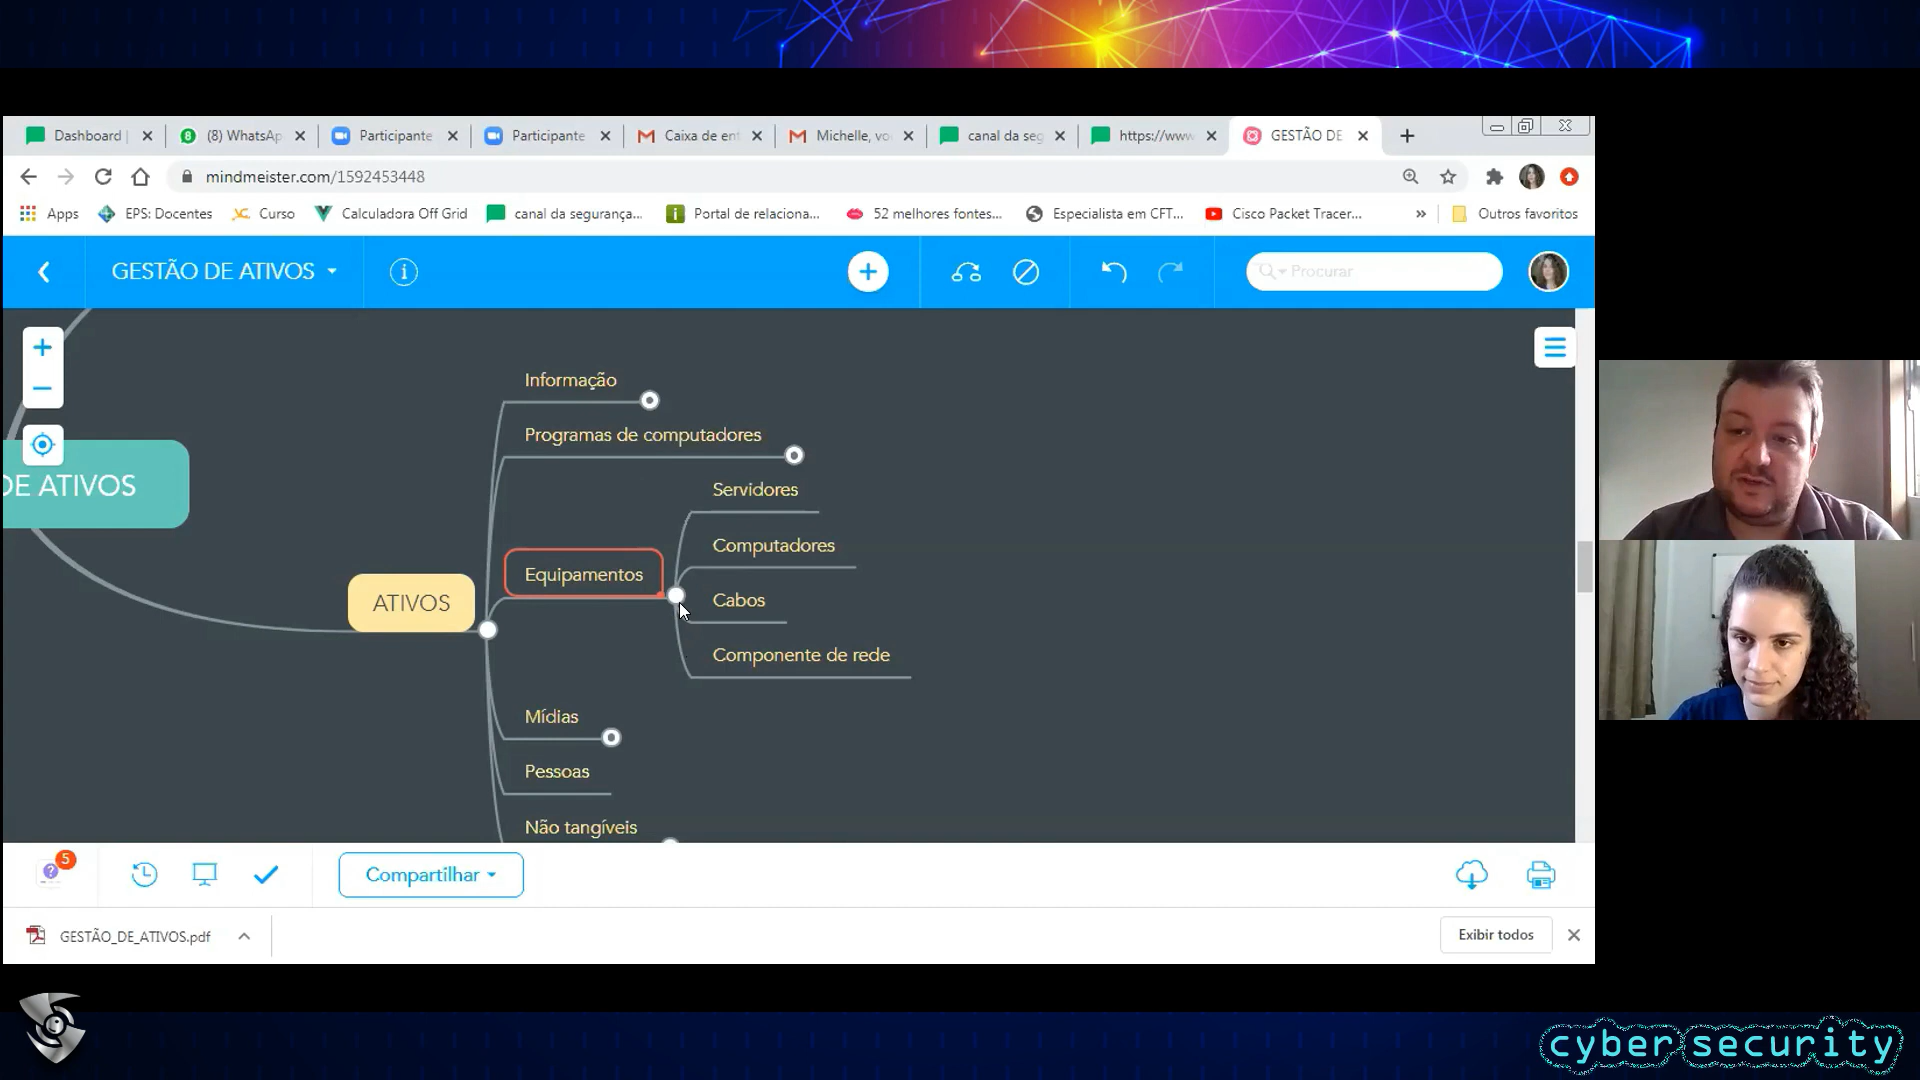 Dashboard |
(8) WhatsAp
Participante
Participante
Caixa de ent
Michelle, vo
canal da seg
https://www
GESTÃO DE
mindmeister.com/1592453448
Apps
EPS: Docentes
Curso
Calculadora Off Grid
canal da segurança...
Portal de relaciona...
52 melhores fontes...
Especialista em CFT...
Cisco Packet Tracer...
»
Outros favoritos
GESTÃO DE ATIVOS
Procurar
Informação
Programas de computadores
Servidores
Computadores
DE ATIVOS
Equipamentos
ATIVOS
Cabos
Componente de rede
Mídias
Pessoas
Não tangíveis
5
Compartilhar
GESTÃO_DE_ATIVOS.pdf
Exibir todos
cyber security